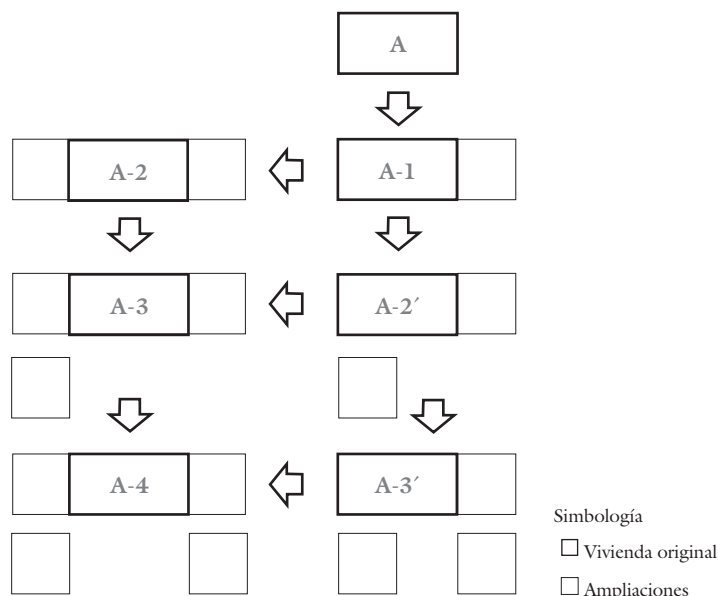 A
A-2
A-1
A-3
A-2´
A-4
A-3´
Simbología
Vivienda original
Ampliaciones